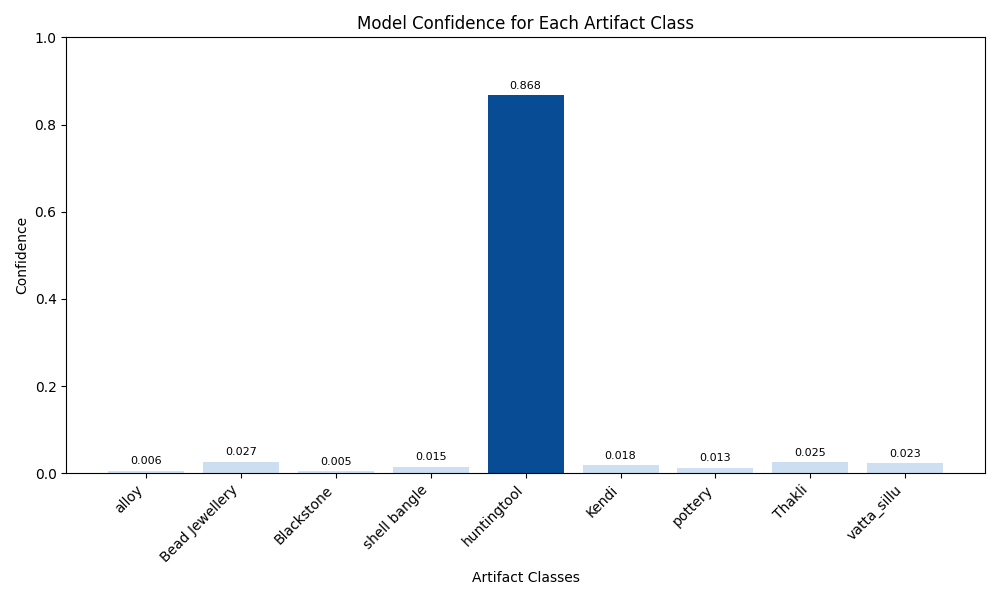 Model Confidence for Each Artifact Class
1.0
0.8
0.6
0.4
0.2
0.0
Confidence
0.006
0.027
0.005
0.015
0.868
0.018
0.013
0.025
0.023
alloy
Bead Jewellery
Blackstone
shell bangle
huntingtool
Kendi
pottery
Thakli
vatta_sillu
Artifact Classes